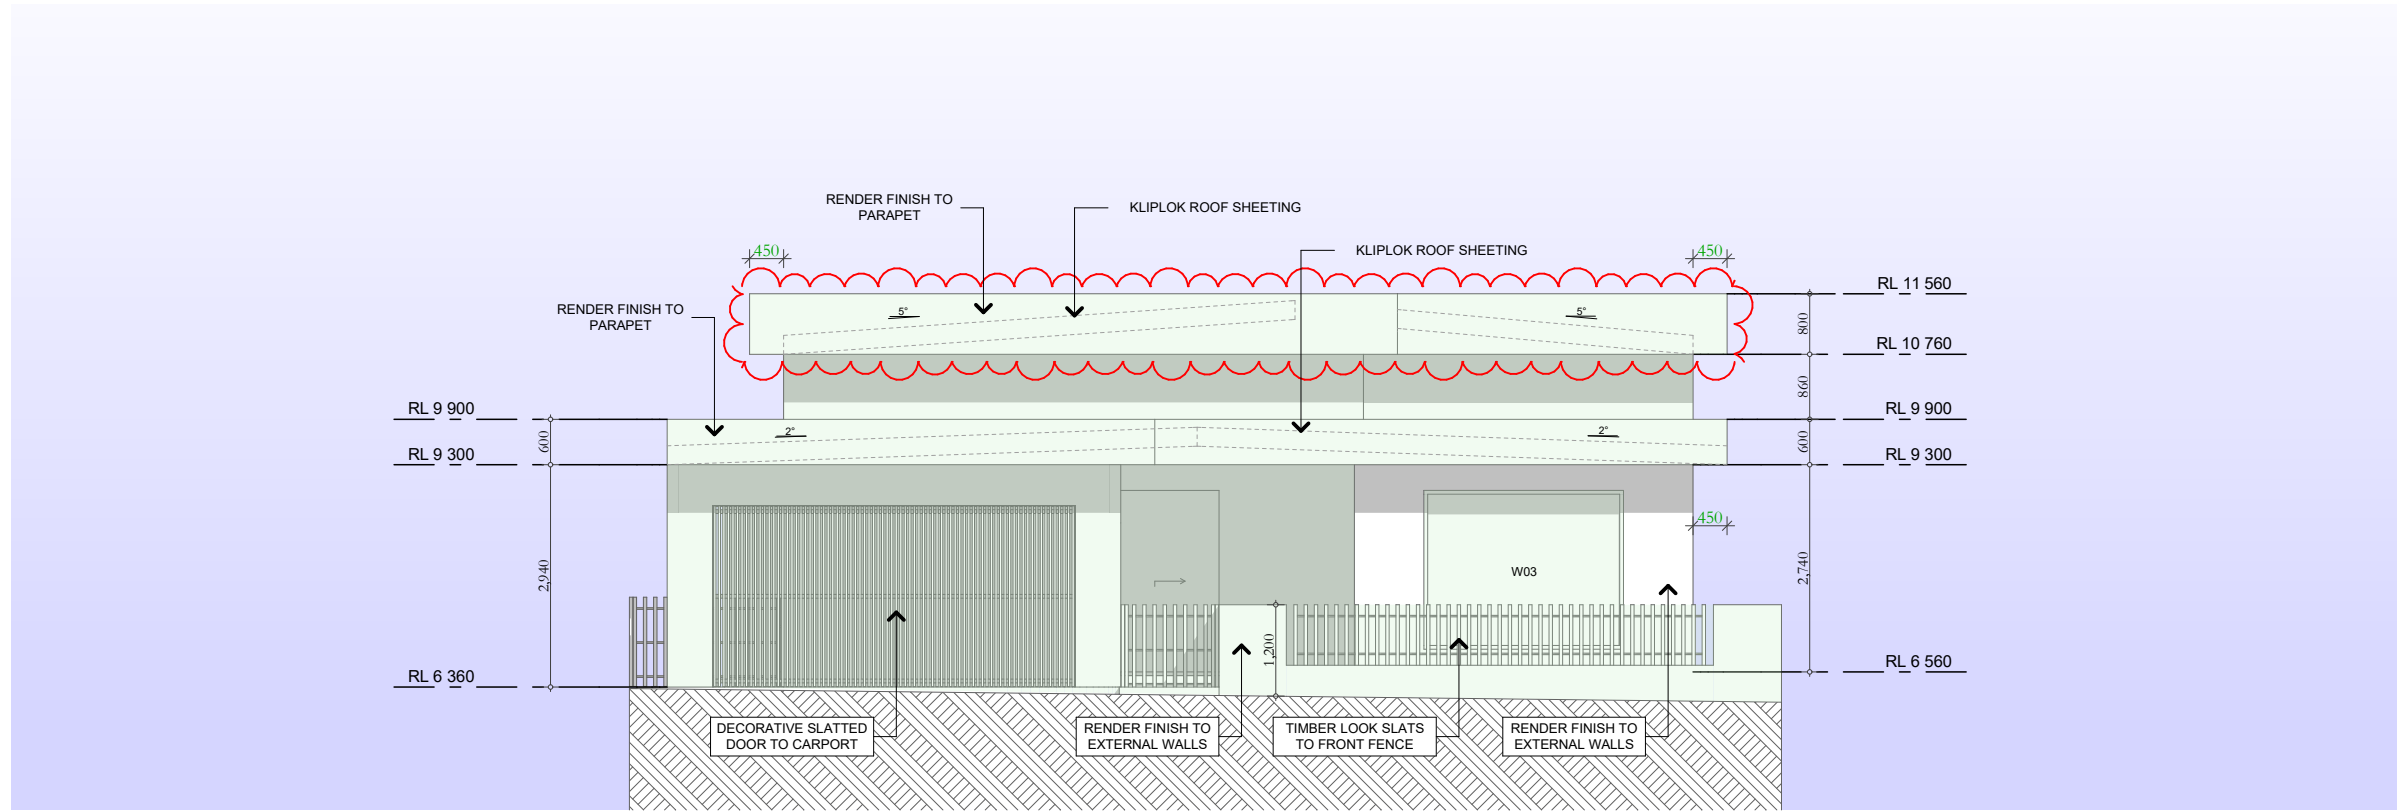 RENDER FINISH TO
PARAPET
KLIPLOK ROOF SHEETING
450
KLIPLOK ROOF SHEETING
450
RL 11 560
RENDER FINISH TO
PARAPET
5°
5°
800
RL 10 760
860
RL 9 900
RL 9 900
600
2°
2°
600
RL 9 300
RL 9 300
450
2,940
W03
2,740
1,200
RL 6 360
RL 6 560
DECORATIVE SLATTED
DOOR TO CARPORT
RENDER FINISH TO
EXTERNAL WALLS
TIMBER LOOK SLATS
TO FRONT FENCE
RENDER FINISH TO
EXTERNAL WALLS